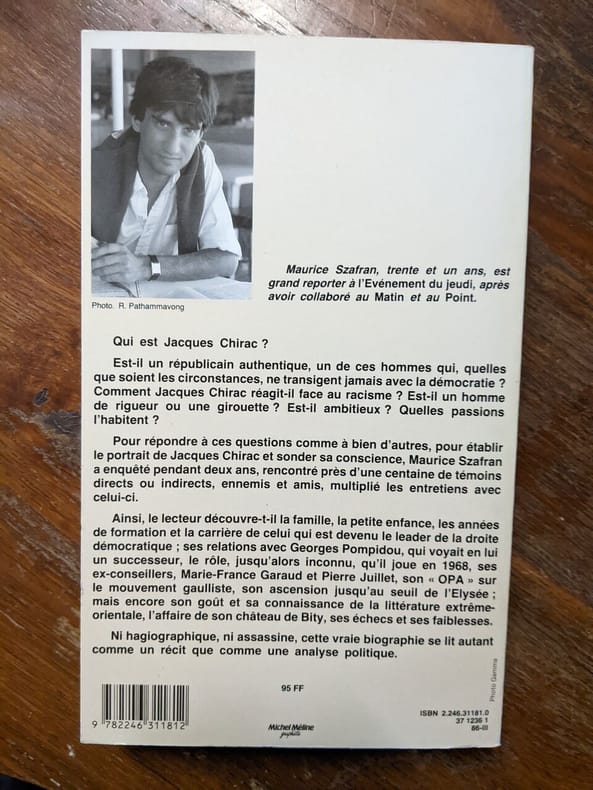 Photo. R. Pathammavong
Maurice Szafran, trente et un ans, est
grand reporter à l'Evénement du jeudi, après
avoir collaboré au Matin et au Point.
Qui est Jacques Chirac ?
Est-il un républicain authentique, un de ces hommes qui, quelles
que soient les circonstances, ne transigent jamais avec la démocratie ?
Comment Jacques Chirac réagit-il face au racisme ? Est-il un homme
de rigueur ou une girouette ? Est-il ambitieux ? Quelles passions
l'habitent ?
Pour répondre à ces questions comme à bien d'autres, pour établir
le portrait de Jacques Chirac et sonder sa conscience, Maurice Szafran
a enquêté pendant deux ans, rencontré près d'une centaine de témoins
directs ou indirects, ennemis et amis, multiplié les entretiens avec
celui-ci.
Ainsi, le lecteur découvre-t-il la famille, la petite enfance, les années
de formation et la carrière de celui qui est devenu le leader de la droite
démocratique ; ses relations avec Georges Pompidou, qui voyait en lui
un successeur, le rôle, jusqu'alors inconnu, qu'il joue en 1968, ses
ex-conseillers, Marie-France Garaud et Pierre Juillet, son « OPA » sur
le mouvement gaulliste, son ascension jusqu'au seuil de l'Elysée ;
mais encore son goût et sa connaissance de la littérature extrême-
orientale, l'affaire de son château de Bity, ses échecs et ses faiblesses.
Ni hagiographique, ni assassine, cette vraie biographie se lit autant
comme un récit que comme une analyse politique.
Photo Gamma
95 FF
9 782246 311812
Michel Méline
graphiste
ISBN 2.246.31181.0
37 1236 1
86-III